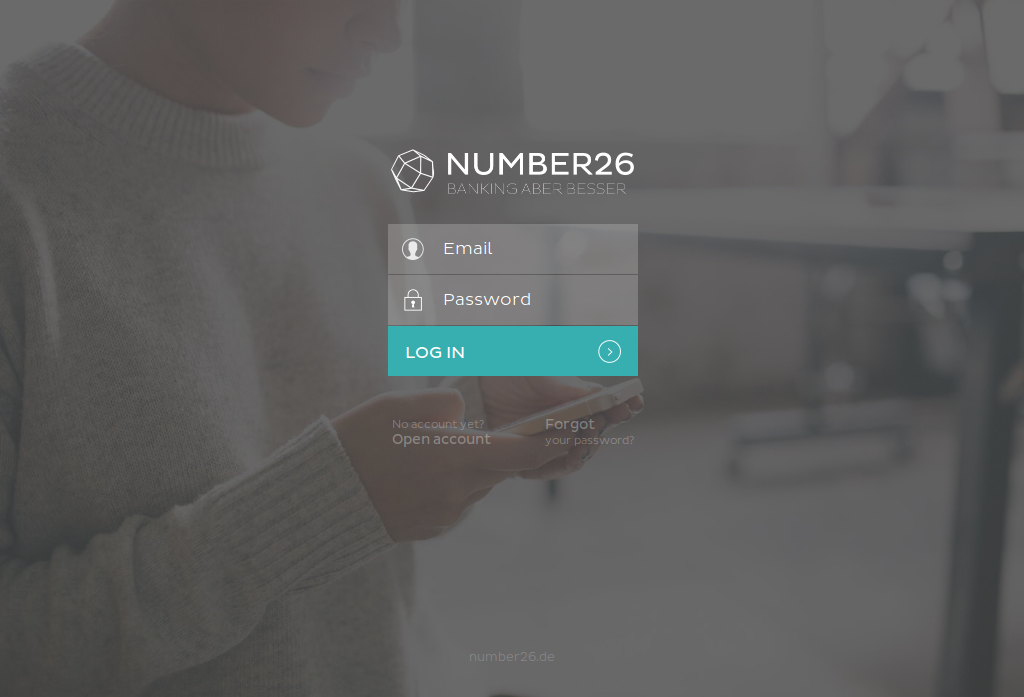 NUMBER26
BANKING ABER BESSER
Email
Password
LOG IN
No account yet?
Open account
Forgot
your password?
number26.de